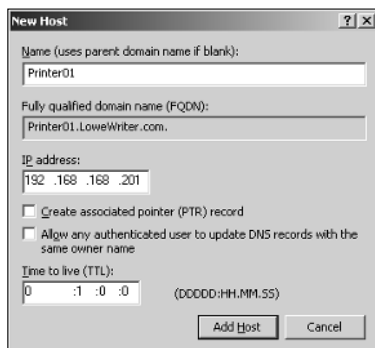 New Host
Name (uses parent domain name if blank):
Printer01
Fully qualified domain name (FQDN):
Printer01.LoweWriter.com.
IP address:
192 .168 .168 .201
Create associated pointer (PTR) record
Allow any authenticated user to update DNS records with the
same owner name
Time to live (TTL):
0 :1 :0 :0 (DDDDD:HH.MM.SS)
Add Host Cancel